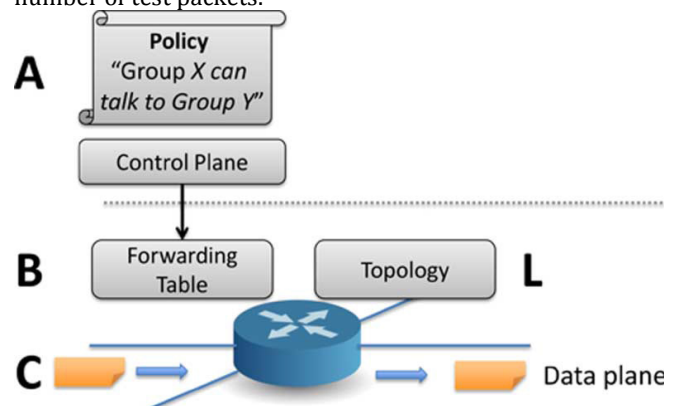 number of test packets.
Policy
A
“Group X can
talk to Group Y”
Control Plane
B
Forwarding
Table
Topology
L
C
Data plane